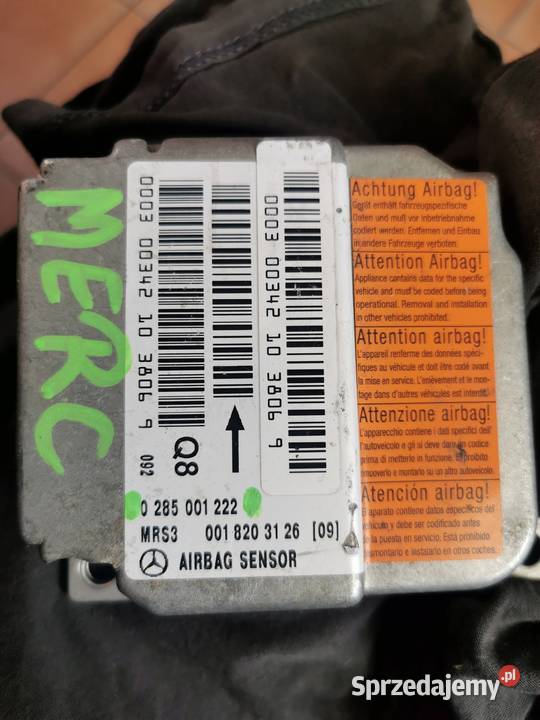 MERC
0003 00342 10 3806 9
092
Q8
0003 00342 10 3806 9
0 285 001 222
MRS3 001 820 31 26 [09]
AIRBAG SENSOR
Achtung Airbag!
Gerät enthält fahrzeugspezifische
Daten und muß vor Inbetriebnahme
codiert werden. Entfernen und Einbau
in andere Fahrzeuge verboten.
Attention Airbag!
Appliance contains data for the specific
vehicle and must be coded before being
operational. Removal and installation
in other vehicles prohibited.
Attention airbag!
L'appareil renferme des données spéci-
fiques au véhicule et doit être codé avant
la mise en service. L'enlèvement et le mon-
tage dans d'autres véhicules est interdit.
Attenzione airbag!
L'apparecchio contiene i dati specifici dell'
autoveicolo e gli si deve dare un codice
prima di metterlo in funzione. Proibito
rimuoverlo e montarlo su un altro autoveicolo.
Atención airbag!
El aparato contiene datos específicos del
vehículo y debe ser codificado antes
de la puesta en servicio. Está prohibido
desmontarlo e instalarlo en otros coches.
Sprzedajemy.pl